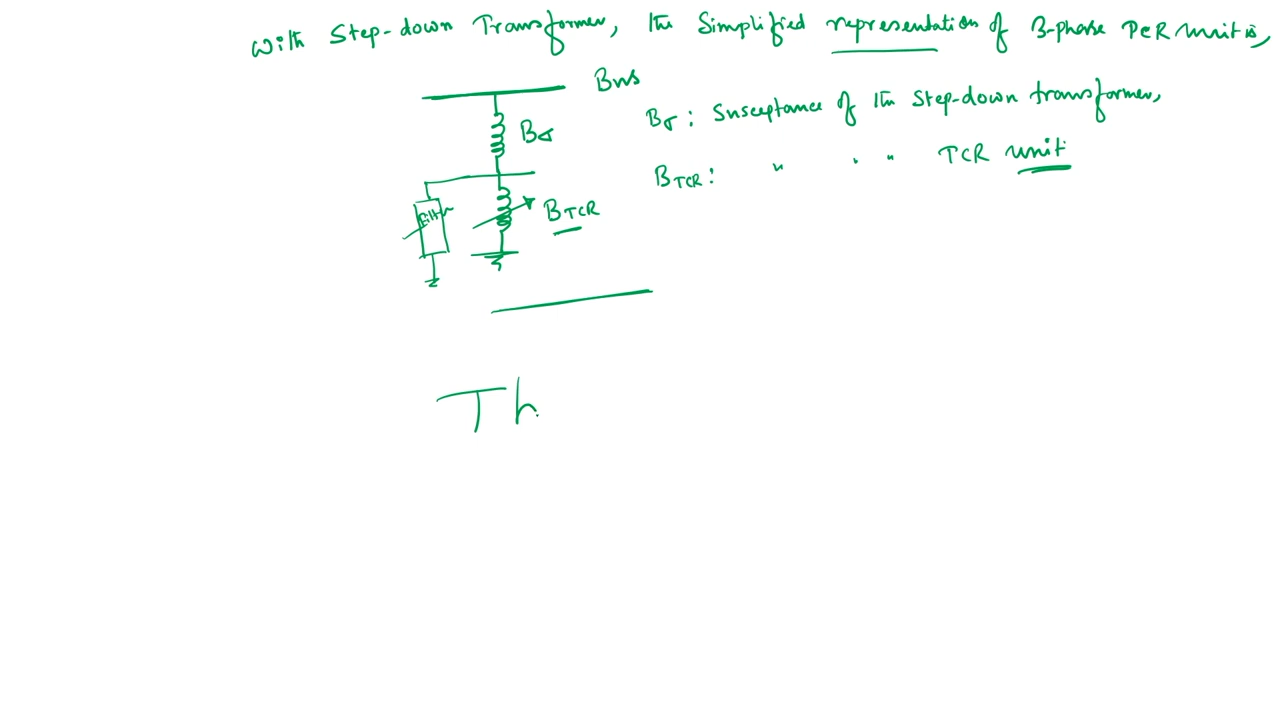 With Step-down Transformer, the Simplified representation of 3-phase TCR unit is,
Bus
Bσ : Susceptance of the Step-down transformer,
Bσ
BTCR : " " " TCR unit
Filter
BTCR
Th